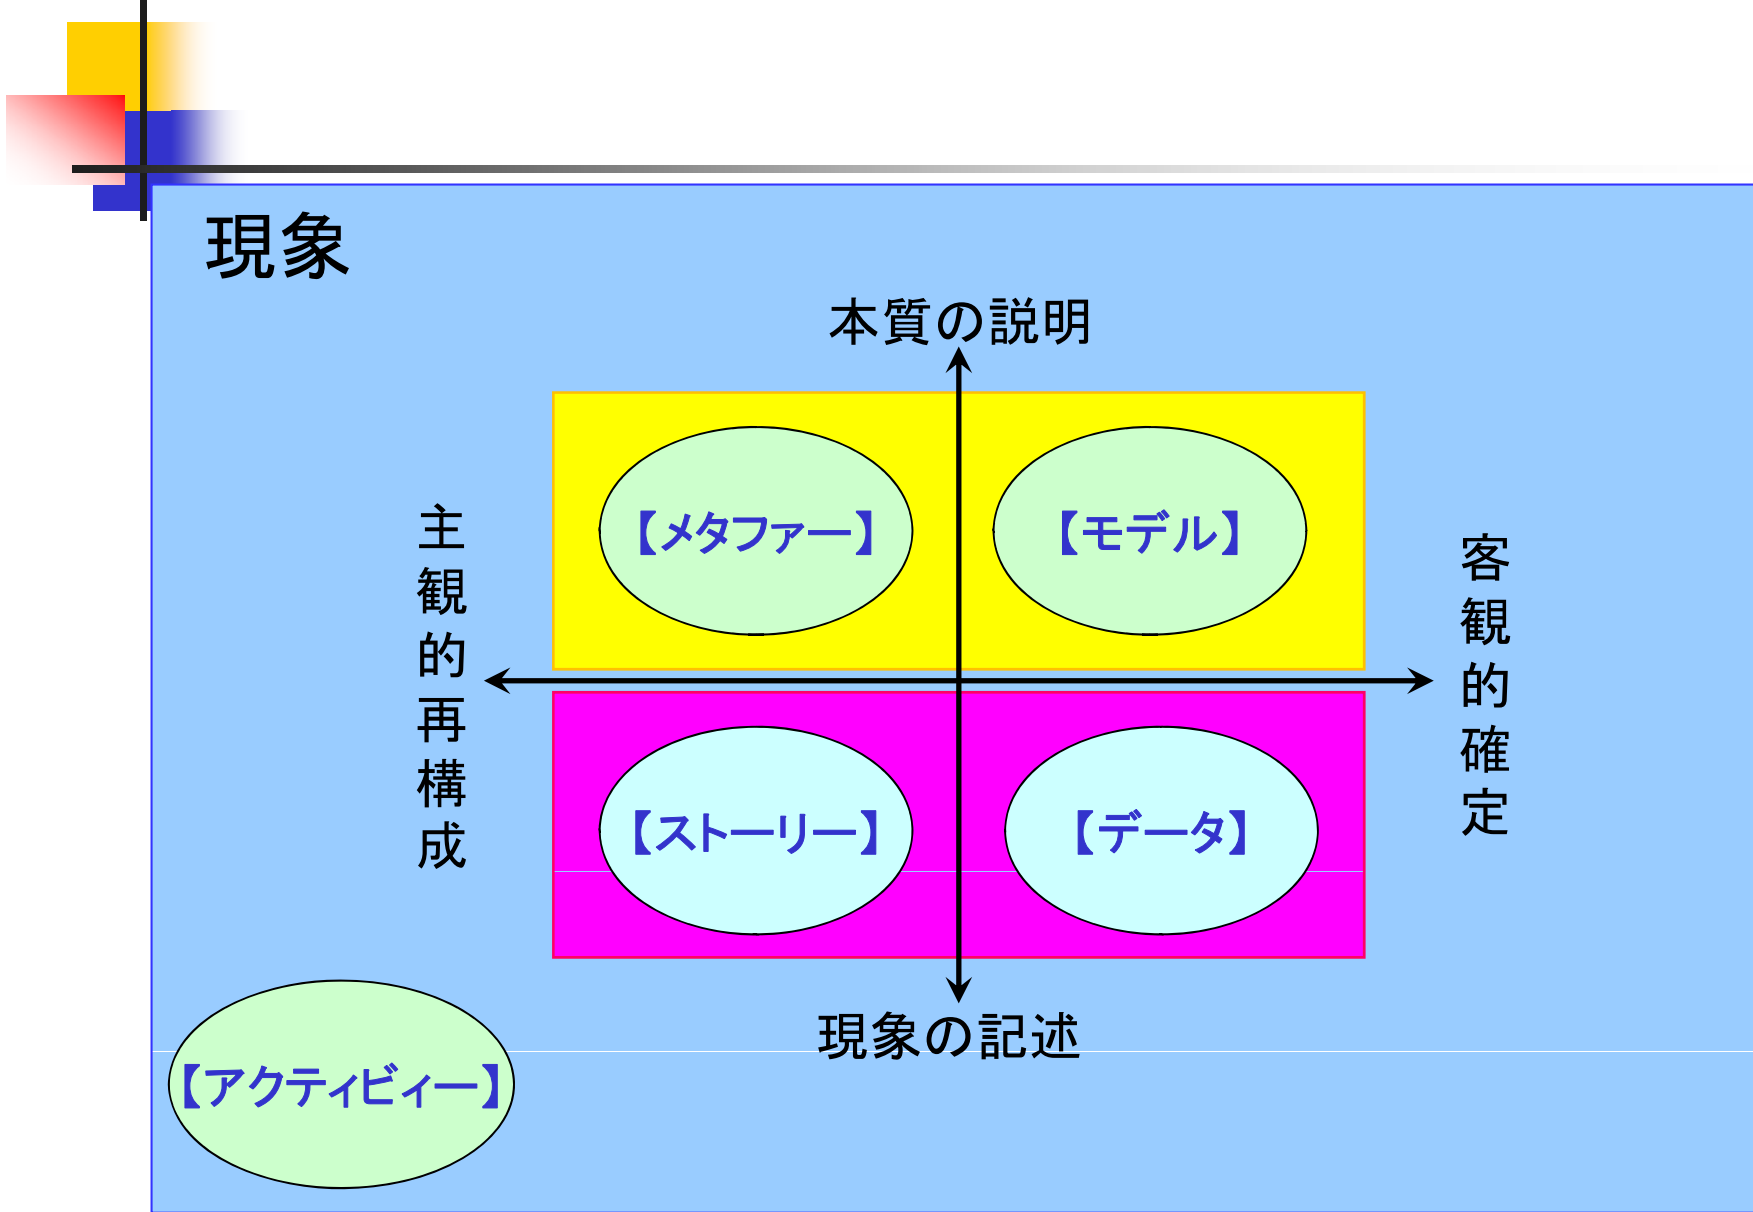 現象
本質の説明
【メタファー】
【モデル】
主観的再構成
客観的確定
【ストーリー】
【データ】
現象の記述
【アクティビィー】